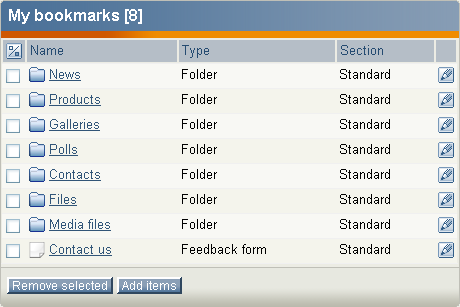 My bookmarks [8]
Name Type Section
News Folder Standard
Products Folder Standard
Galleries Folder Standard
Polls Folder Standard
Contacts Folder Standard
Files Folder Standard
Media files Folder Standard
Contact us Feedback form Standard
Remove selected Add items